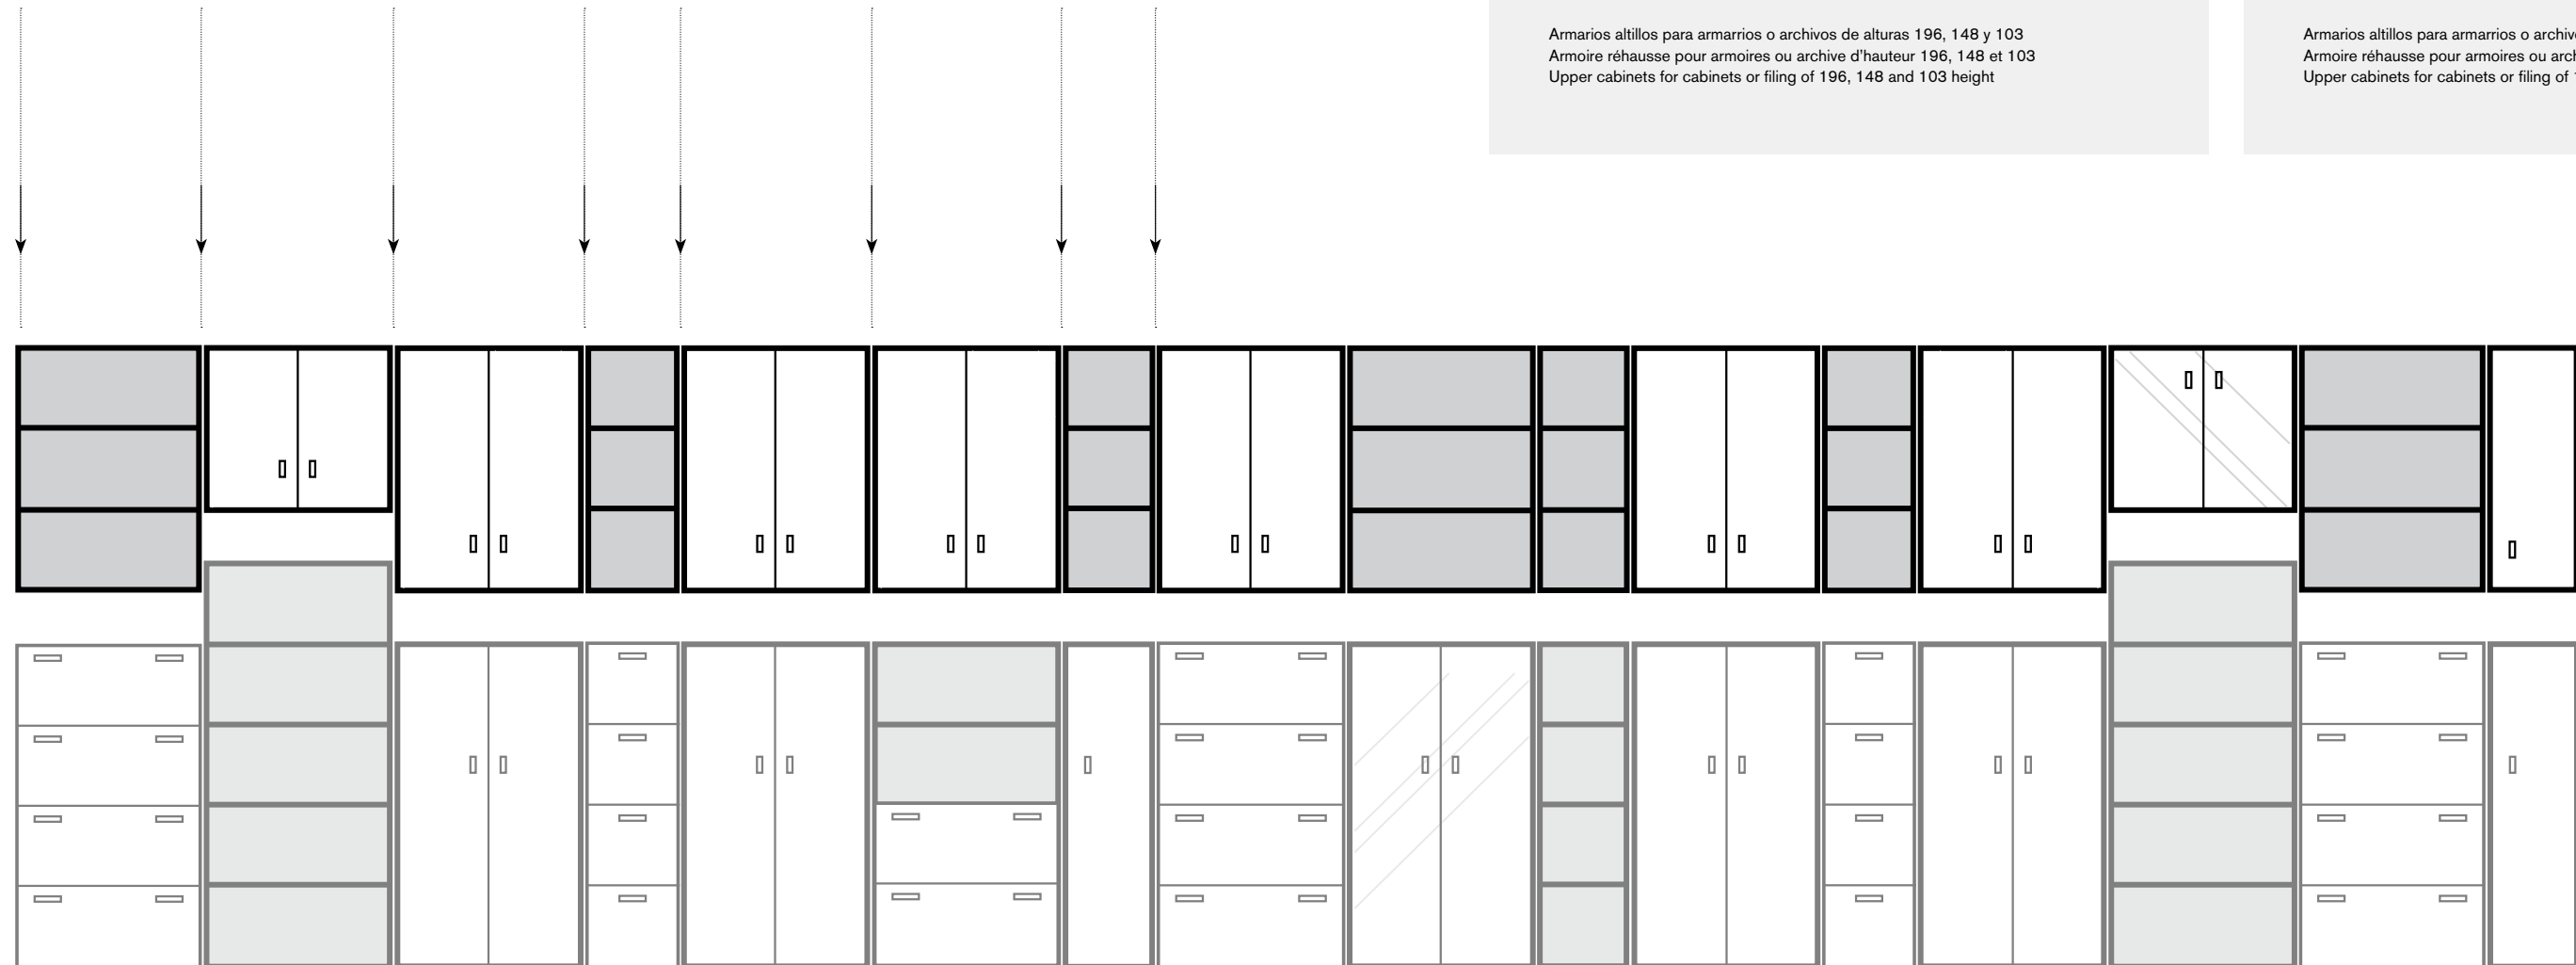 Armarios altillos para armarrios o archivos de alturas 196, 148 y 103
Armoire réhausse pour armoires ou archive d'hauteur 196, 148 et 103
Upper cabinets for cabinets or filing of 196, 148 and 103 height
Armarios altillos para armarrios o
Armoire réhausse pour armoires ou
Upper cabinets for cabinets or filing of